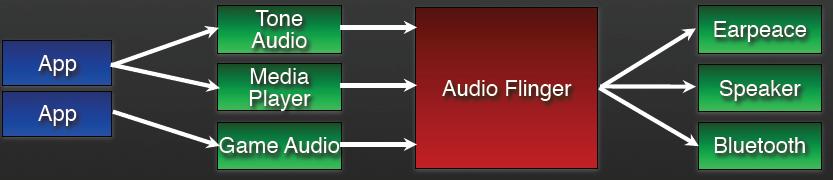 App
App
Tone
Audio
Media
Player
Game Audio
Audio Flinger
Earpeace
Speaker
Bluetooth